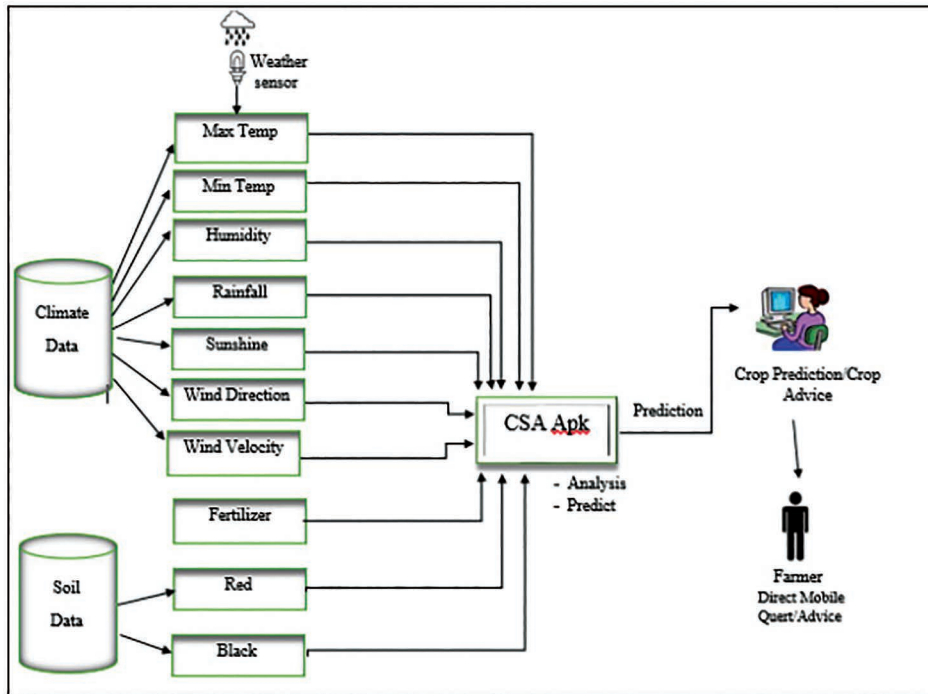 Weather
sensor
Max Temp
Min Temp
Humidity
Rainfall
Sunshine
Wind Direction
Wind Velocity
Fertilizer
Red
Black
Climate
Data
Soil
Data
CSA Apk
- Analysis
- Predict
Prediction
Crop Prediction/Crop
Advice
Farmer
Direct Mobile
Quert/Advice